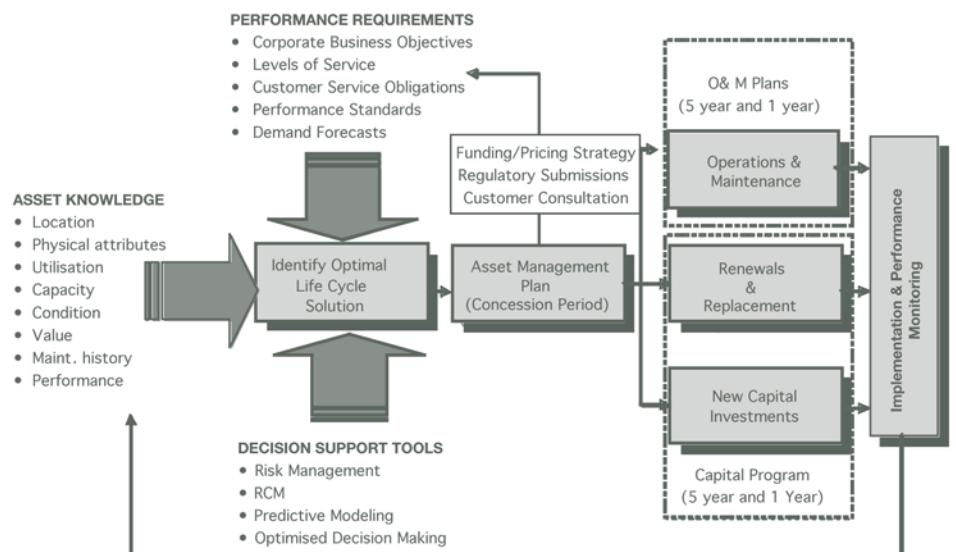 PERFORMANCE REQUIREMENTS
• Corporate Business Objectives
• Levels of Service
• Customer Service Obligations
• Performance Standards
• Demand Forecasts
ASSET KNOWLEDGE
• Location
• Physical attributes
• Utilisation
• Capacity
• Condition
• Value
• Maint. history
• Performance
Identify Optimal
Life Cycle
Solution
DECISION SUPPORT TOOLS
• Risk Management
• RCM
• Predictive Modeling
• Optimised Decision Making
Funding/Pricing Strategy
Regulatory Submissions
Customer Consultation
Asset Management
Plan
(Concession Period)
O& M Plans
(5 year and 1 year)
Operations &
Maintenance
Renewals
&
Replacement
New Capital
Investments
Capital Program
(5 year and 1 Year)
Implementation & Performance
Monitoring